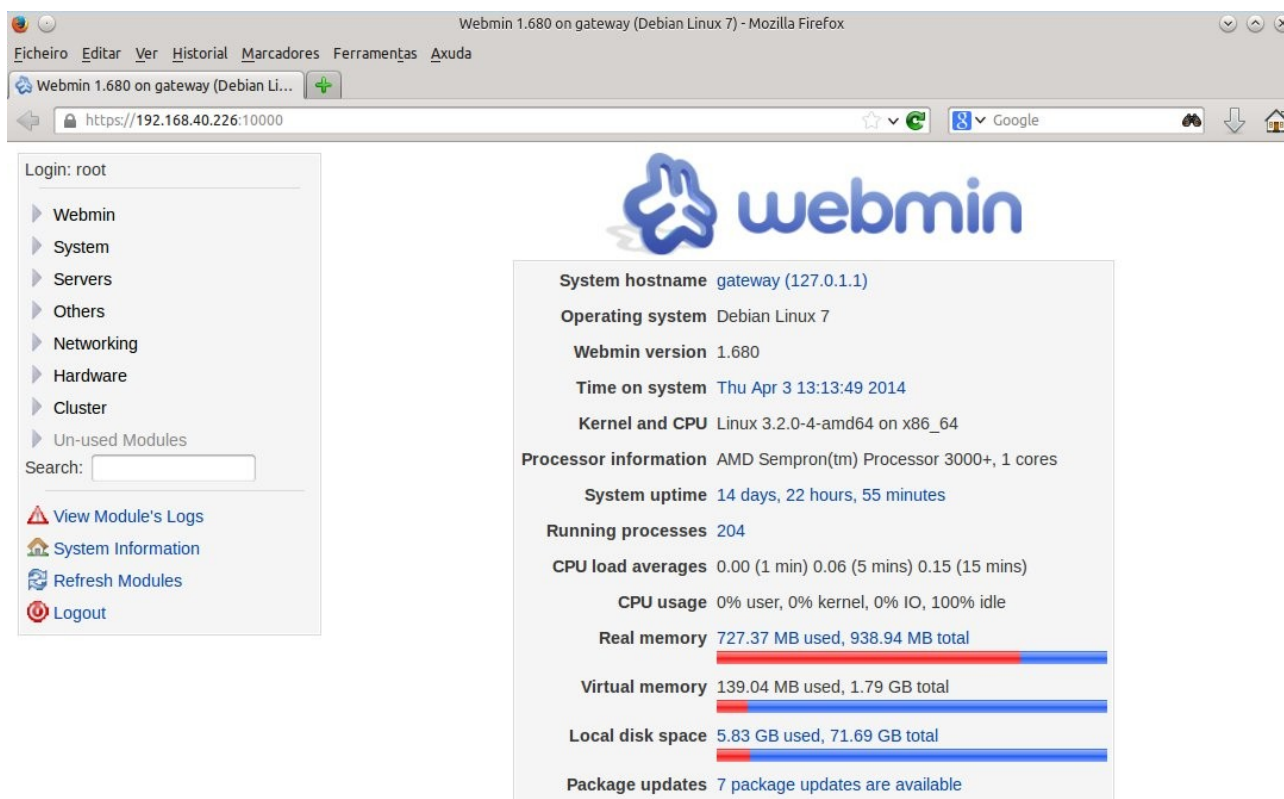 Webmin 1.680 on gateway (Debian Linux 7) - Mozilla Firefox
Ficheiro Editar Ver Historial Marcadores Ferramentas Axuda
Webmin 1.680 on gateway (Debian Li...
https://192.168.40.226:10000
Google
Login: root
Webmin
System
Servers
Others
Networking
Hardware
Cluster
Un-used Modules
Search:
View Module's Logs
System Information
Refresh Modules
Logout
webmin
System hostname gateway (127.0.1.1)
Operating system Debian Linux 7
Webmin version 1.680
Time on system Thu Apr 3 13:13:49 2014
Kernel and CPU Linux 3.2.0-4-amd64 on x86_64
Processor information AMD Sempron(tm) Processor 3000+, 1 cores
System uptime 14 days, 22 hours, 55 minutes
Running processes 204
CPU load averages 0.00 (1 min) 0.06 (5 mins) 0.15 (15 mins)
CPU usage 0% user, 0% kernel, 0% IO, 100% idle
Real memory 727.37 MB used, 938.94 MB total
Virtual memory 139.04 MB used, 1.79 GB total
Local disk space 5.83 GB used, 71.69 GB total
Package updates 7 package updates are available